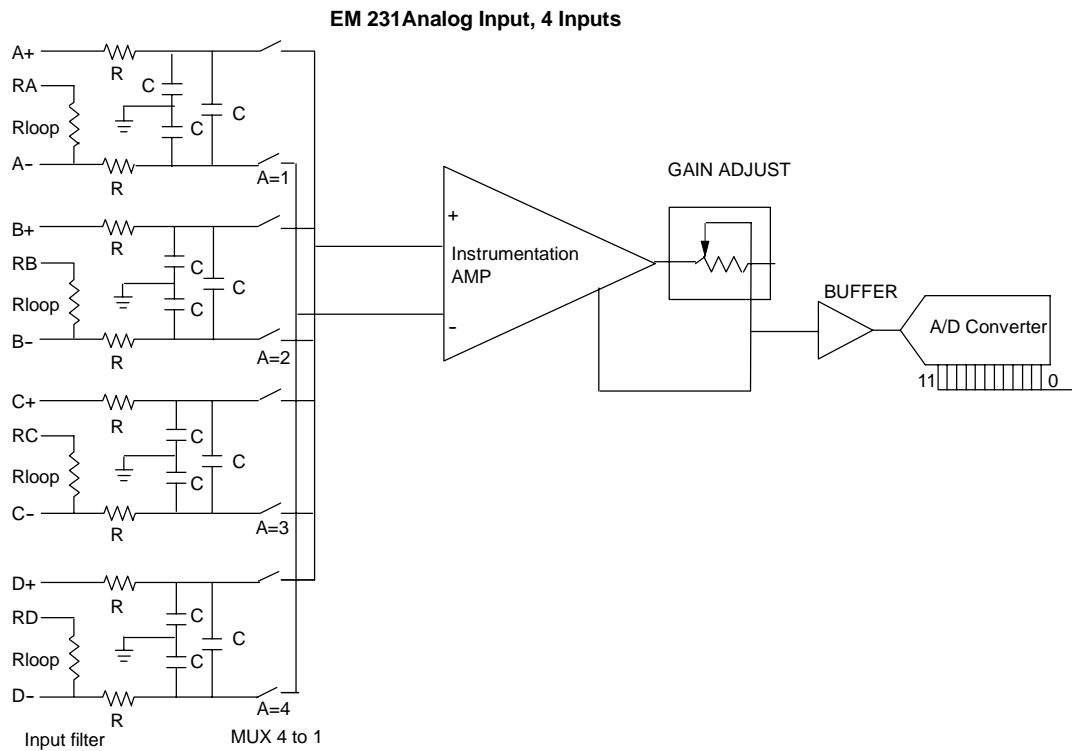 EM 231Analog Input, 4 Inputs
A+
R
RA
C
C
Rloop
C
A−
R
A=1
GAIN ADJUST
B+
R
RB
C
C
Rloop
C
B−
R
A=2
+
Instrumentation
AMP
−
BUFFER
A/D Converter
11
0
C+
R
RC
C
C
Rloop
C
C−
R
A=3
D+
R
RD
C
C
Rloop
C
D−
R
A=4
Input filter
MUX 4 to 1